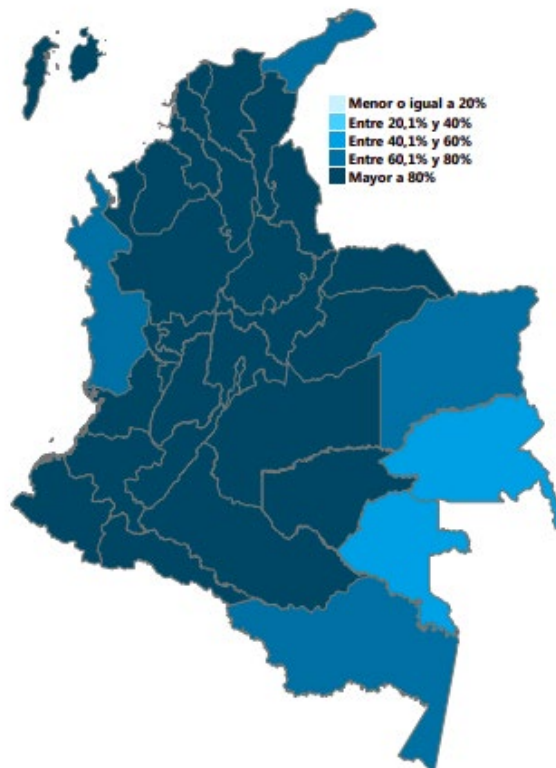 Menor o igual a 20%
Entre 20,1% y 40%
Entre 40,1% y 60%
Entre 60,1% y 80%
Mayor a 80%